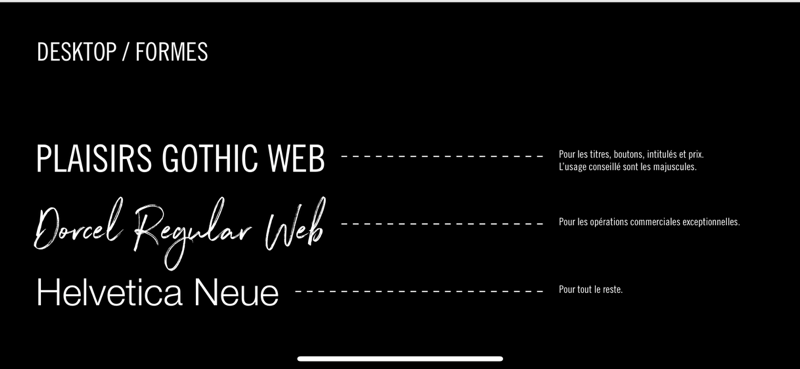 DESKTOP / FORMES
PLAISIRS GOTHIC WEB
Pour les titres, boutons, intitulés et prix.
L'usage conseillé sont les majuscules.
Dorcel Regular Web
Pour les opérations commerciales exceptionnelles.
Helvetica Neue
Pour tout le reste.